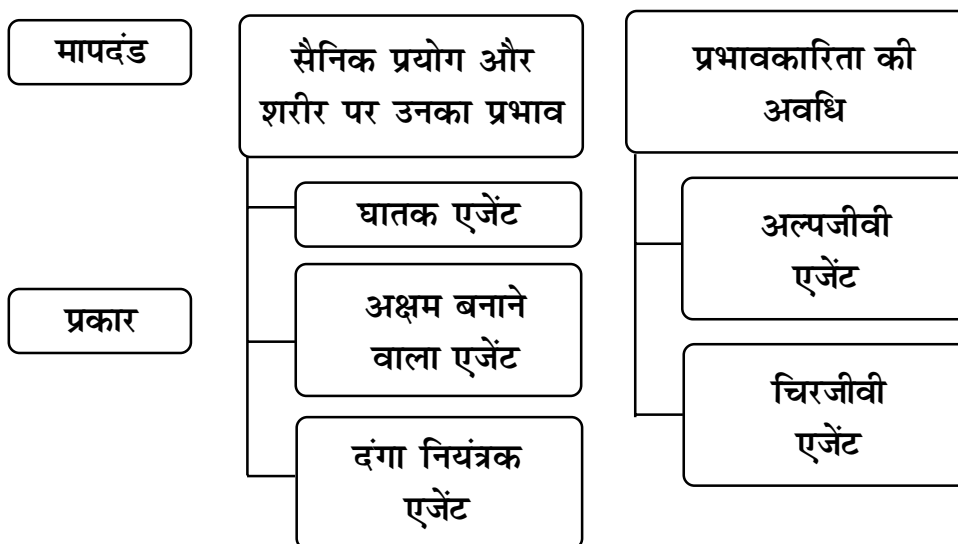 मापदंड
सैनिक प्रयोग और
शरीर पर उनका प्रभाव
प्रभावकारिता की
अवधि
प्रकार
घातक एजेंट
अक्षम बनाने
वाला एजेंट
दंगा नियंत्रक
एजेंट
अल्पजीवी
एजेंट
चिरजीवी
एजेंट